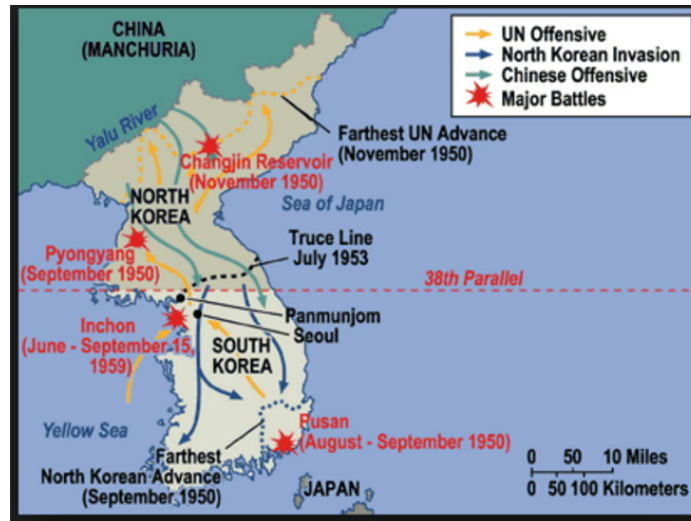 CHINA
(MANCHURIA)
UN Offensive
North Korean Invasion
Chinese Offensive
Major Battles
Yalu River
Farthest UN Advance
(November 1950)
Changjin Reservoir
(November 1950)
NORTH
KOREA
Sea of Japan
Truce Line
July 1953
Pyongyang
(September 1950)
38th Parallel
Panmunjom
Seoul
Inchon
(June - September 15,
1959)
SOUTH
KOREA
Yellow Sea
Pusan
(August - September 1950)
Farthest
North Korean Advance
(September 1950)
JAPAN
0 50 10 Miles
0 50 100 Kilometers